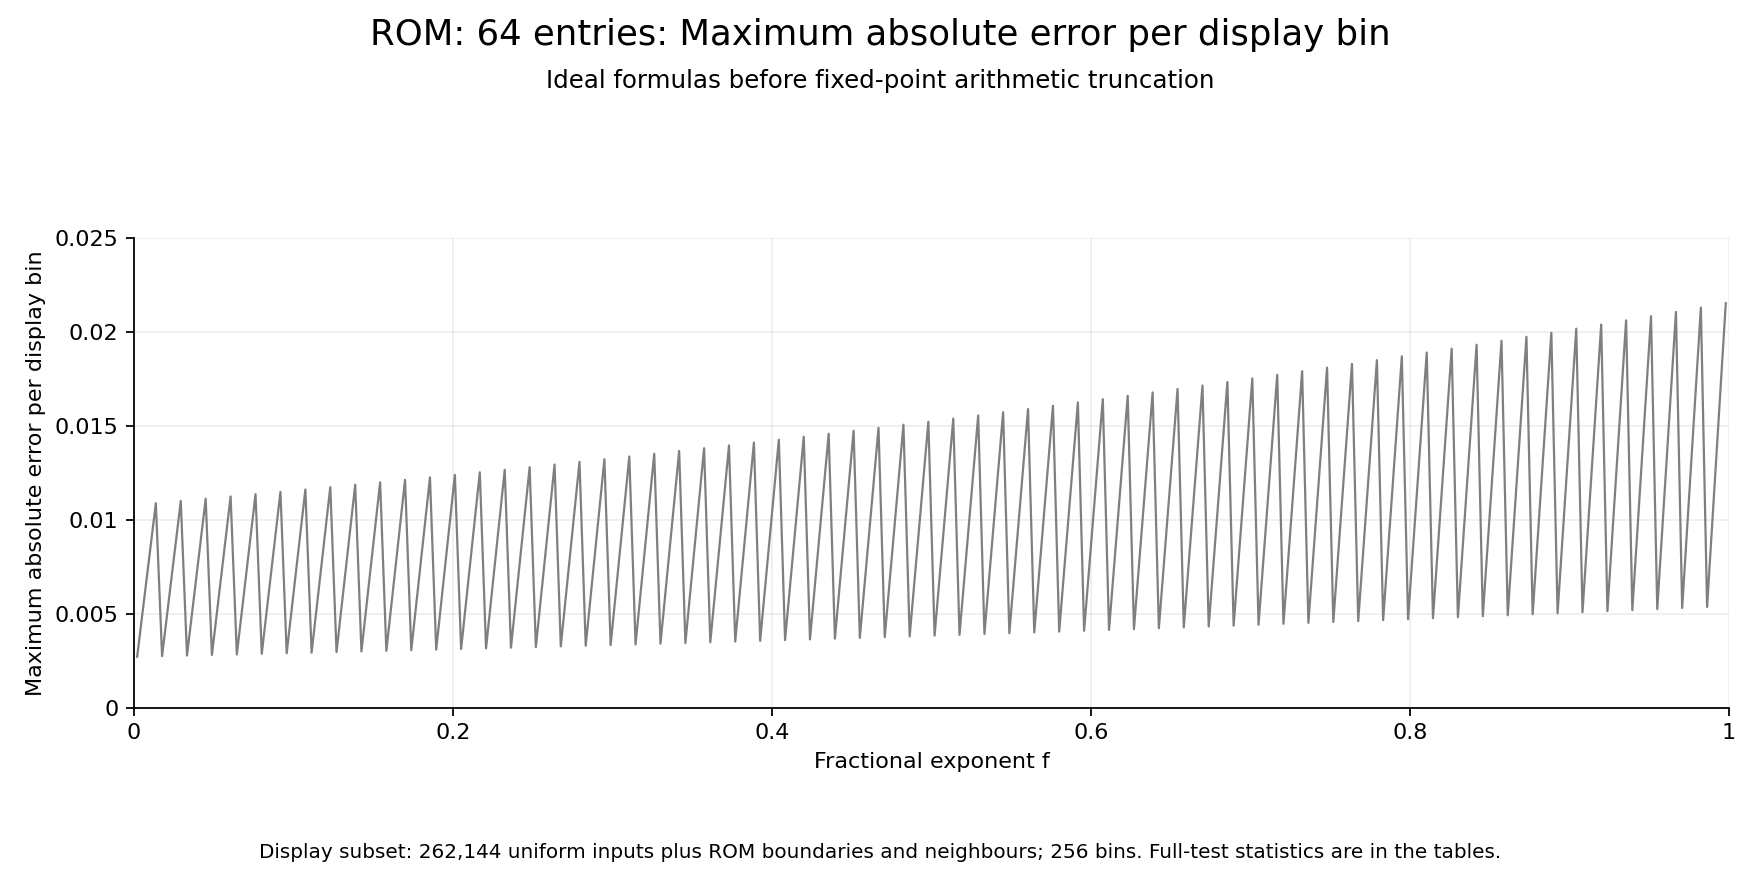 ROM: 64 entries: Maximum absolute error per display bin
Ideal formulas before fixed-point arithmetic truncation
Maximum absolute error per display bin
0.025
0.02
0.015
0.01
0.005
0
0 0.2 0.4 0.6 0.8 1
Fractional exponent f
Display subset: 262,144 uniform inputs plus ROM boundaries and neighbours; 256 bins. Full-test statistics are in the tables.